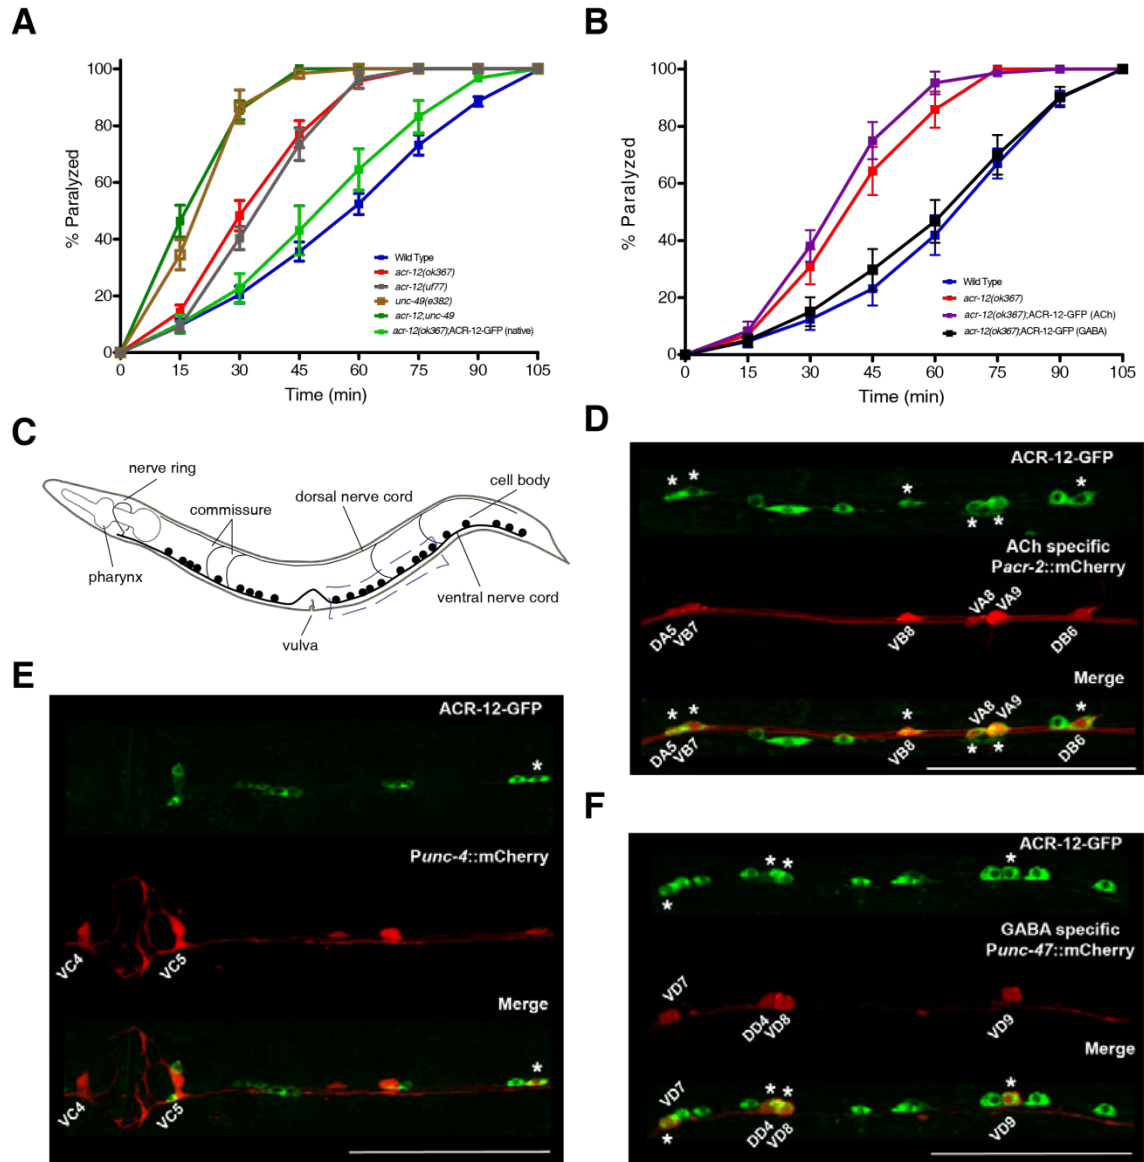 A
100
80
60
40
20
0
% Paralyzed
0 15 30 45 60 75 90 105
Time (min)
Wild Type
acr-12(ok367)
acr-12(uf77)
unc-49(e382)
acr-12;unc-49
acr-12(ok367);ACR-12-GFP (native)
B
100
80
60
40
20
0
% Paralyzed
0 15 30 45 60 75 90 105
Time (min)
Wild Type
acr-12(ok367)
acr-12(ok367);ACR-12-GFP (ACh)
acr-12(ok367);ACR-12-GFP (GABA)
C
nerve ring
commissure
dorsal nerve cord
cell body
pharynx
ventral nerve cord
vulva
D
ACR-12-GFP
* * * * * *
ACh specific
Pacr-2::mCherry
DA5 VB7 VB8 VA8 VA9 DB6
Merge
* * * * * *
DA5 VB7 VB8 VA8 VA9 DB6
E
ACR-12-GFP
*
Punc-4::mCherry
VC4 VC5
Merge
*
VC4 VC5
F
ACR-12-GFP
* * * *
GABA specific
Punc-47::mCherry
VD7 DD4 VD8 VD9
Merge
* * * *
VD7 DD4 VD8 VD9